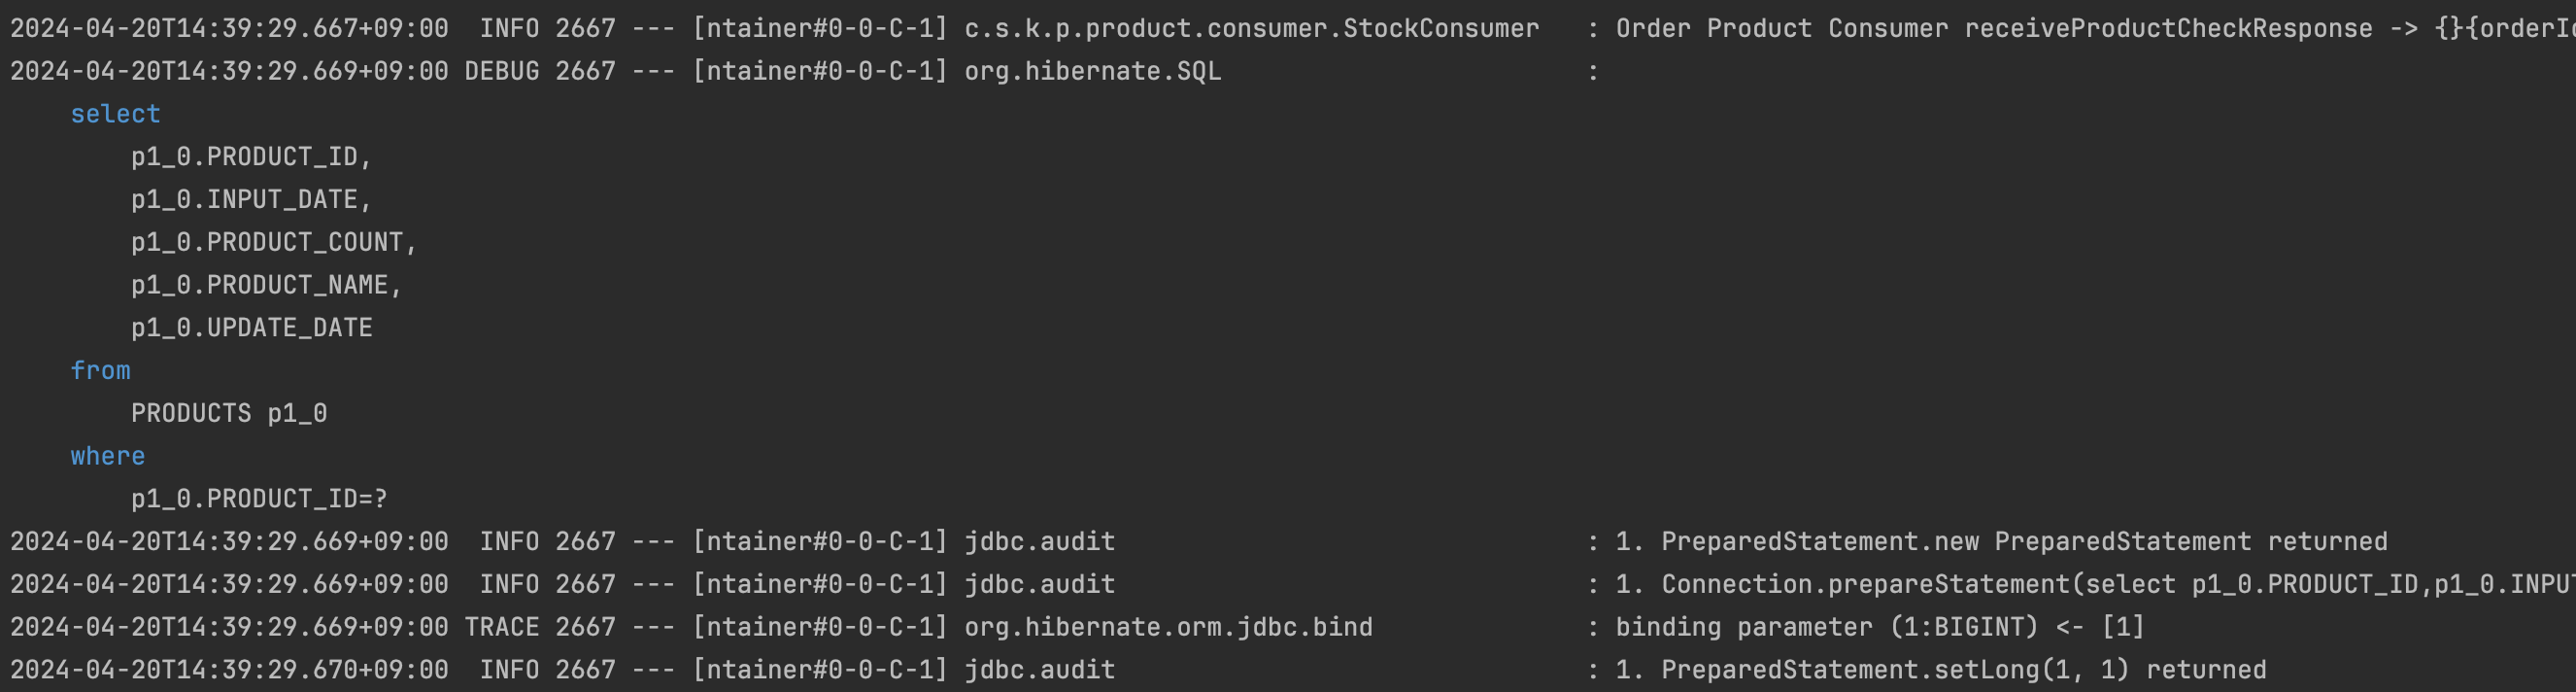 2024-04-20T14:39:29.667+09:00  INFO 2667 --- [ntainer#0-0-C-1] c.s.k.p.product.consumer.StockConsumer   : Order Product Consumer receiveProductCheckResponse -> {}{orderId
2024-04-20T14:39:29.669+09:00 DEBUG 2667 --- [ntainer#0-0-C-1] org.hibernate.SQL                        :
    select
        p1_0.PRODUCT_ID,
        p1_0.INPUT_DATE,
        p1_0.PRODUCT_COUNT,
        p1_0.PRODUCT_NAME,
        p1_0.UPDATE_DATE
    from
        PRODUCTS p1_0
    where
        p1_0.PRODUCT_ID=?
2024-04-20T14:39:29.669+09:00  INFO 2667 --- [ntainer#0-0-C-1] jdbc.audit                               : 1. PreparedStatement.new PreparedStatement returned
2024-04-20T14:39:29.669+09:00  INFO 2667 --- [ntainer#0-0-C-1] jdbc.audit                               : 1. Connection.prepareStatement(select p1_0.PRODUCT_ID,p1_0.INPUT
2024-04-20T14:39:29.669+09:00 TRACE 2667 --- [ntainer#0-0-C-1] org.hibernate.orm.jdbc.bind              : binding parameter (1:BIGINT) <- [1]
2024-04-20T14:39:29.670+09:00  INFO 2667 --- [ntainer#0-0-C-1] jdbc.audit                               : 1. PreparedStatement.setLong(1, 1) returned